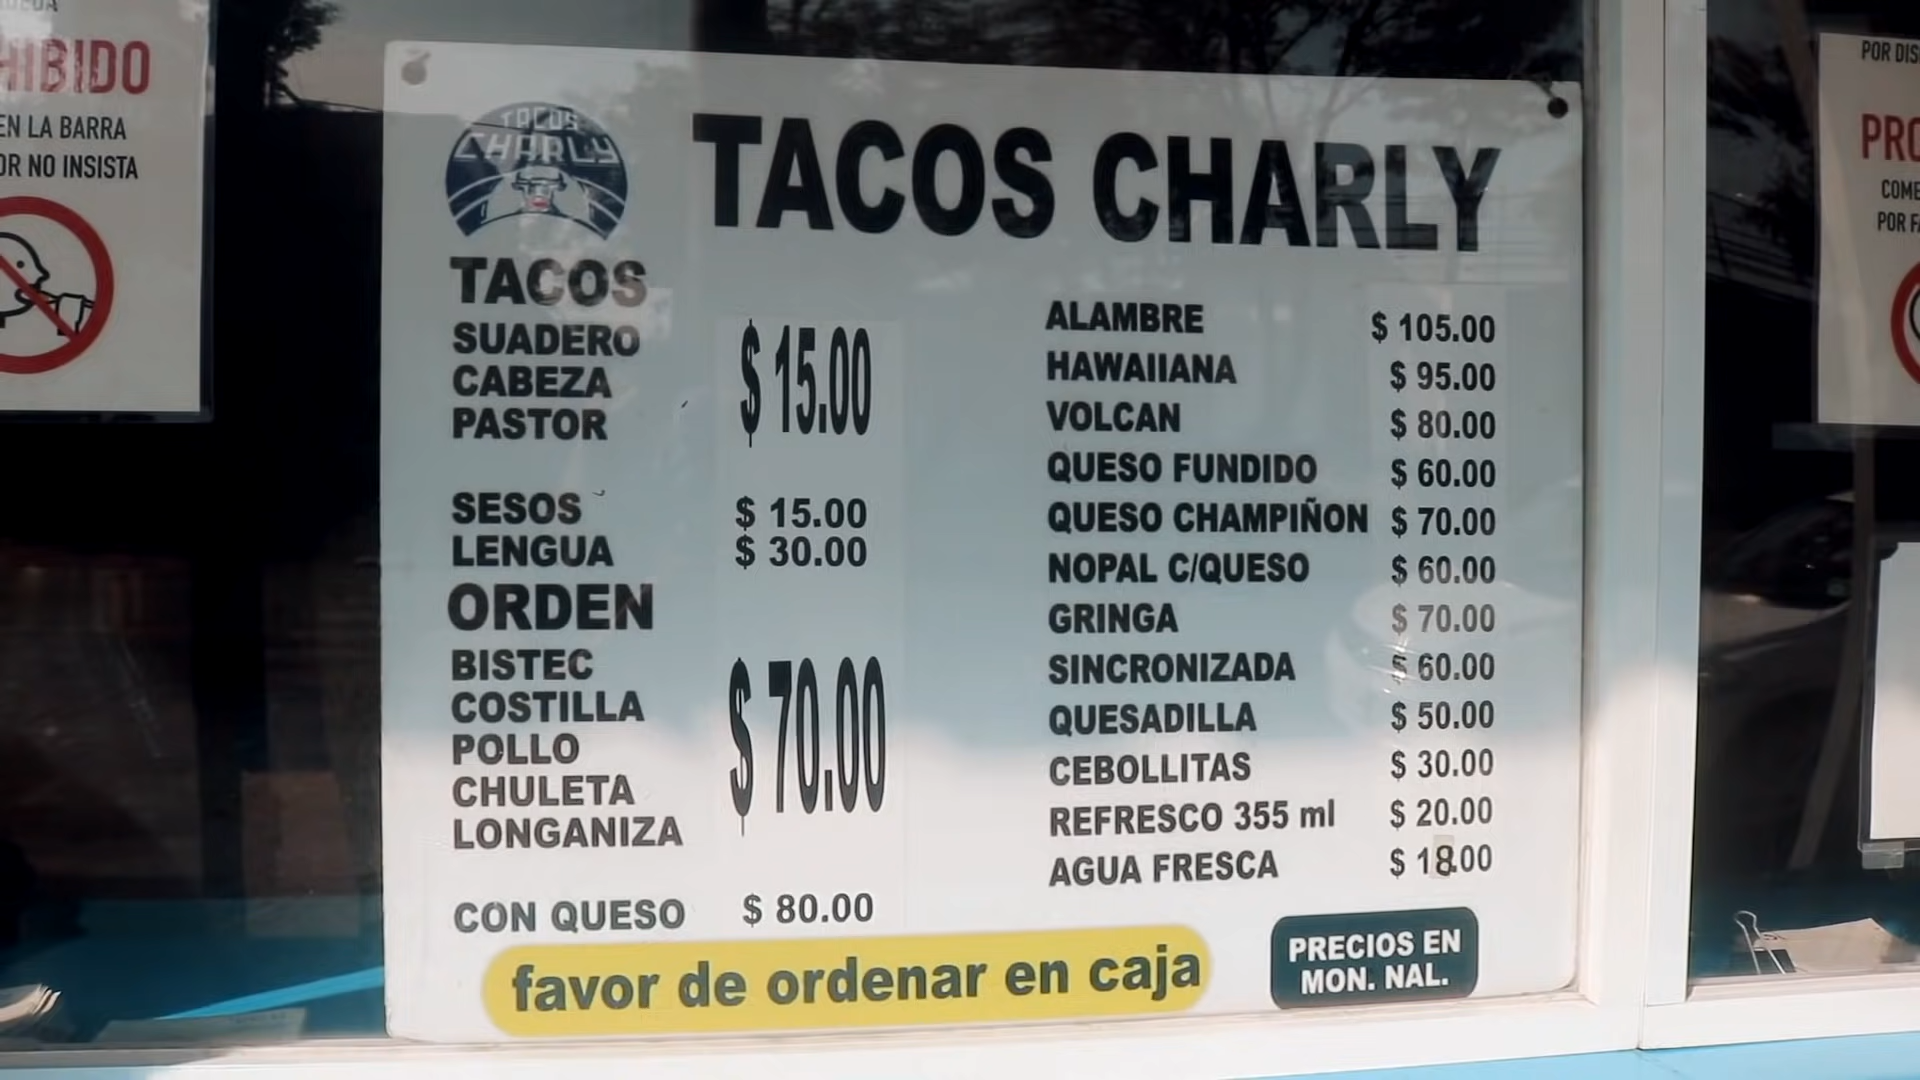 HIBIDO
EN LA BARRA
OR NO INSISTA
TACOS
CHARLY
TACOS CHARLY
TACOS
SUADERO
CABEZA
PASTOR
$ 15.00
SESOS $ 15.00
LENGUA $ 30.00
ORDEN
BISTEC
COSTILLA
POLLO
CHULETA
LONGANIZA
$ 70.00
CON QUESO $ 80.00
ALAMBRE $ 105.00
HAWAIIANA $ 95.00
VOLCAN $ 80.00
QUESO FUNDIDO $ 60.00
QUESO CHAMPIÑON $ 70.00
NOPAL C/QUESO $ 60.00
GRINGA $ 70.00
SINCRONIZADA $ 60.00
QUESADILLA $ 50.00
CEBOLLITAS $ 30.00
REFRESCO 355 ml $ 20.00
AGUA FRESCA $ 18.00
favor de ordenar en caja
PRECIOS EN
MON. NAL.
POR DIS
PRO
COME
POR FA